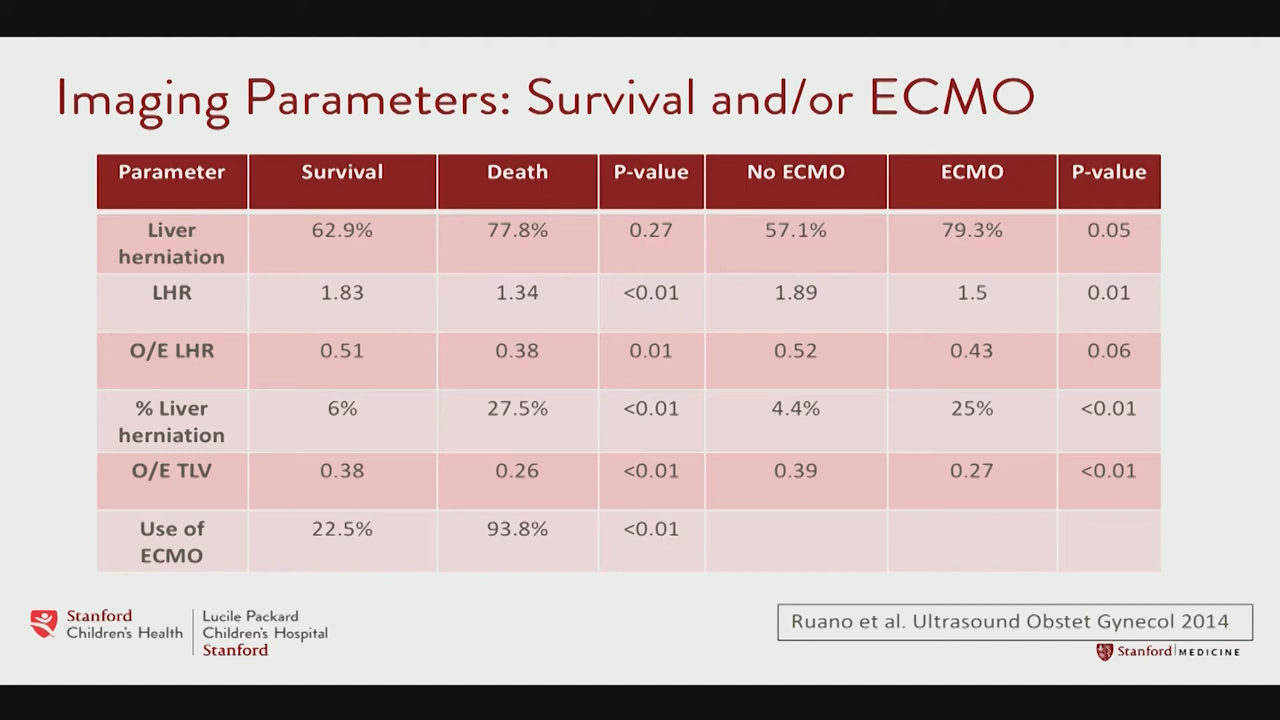 Imaging Parameters: Survival and/or ECMO
Parameter Survival Death P-value No ECMO ECMO P-value
Liver herniation 62.9% 77.8% 0.27 57.1% 79.3% 0.05
LHR 1.83 1.34 <0.01 1.89 1.5 0.01
O/E LHR 0.51 0.38 0.01 0.52 0.43 0.06
% Liver herniation 6% 27.5% <0.01 4.4% 25% <0.01
O/E TLV 0.38 0.26 <0.01 0.39 0.27 <0.01
Use of ECMO 22.5% 93.8% <0.01
Stanford
Children's Health
Lucile Packard
Children's Hospital
Stanford
Ruano et al. Ultrasound Obstet Gynecol 2014
Stanford MEDICINE